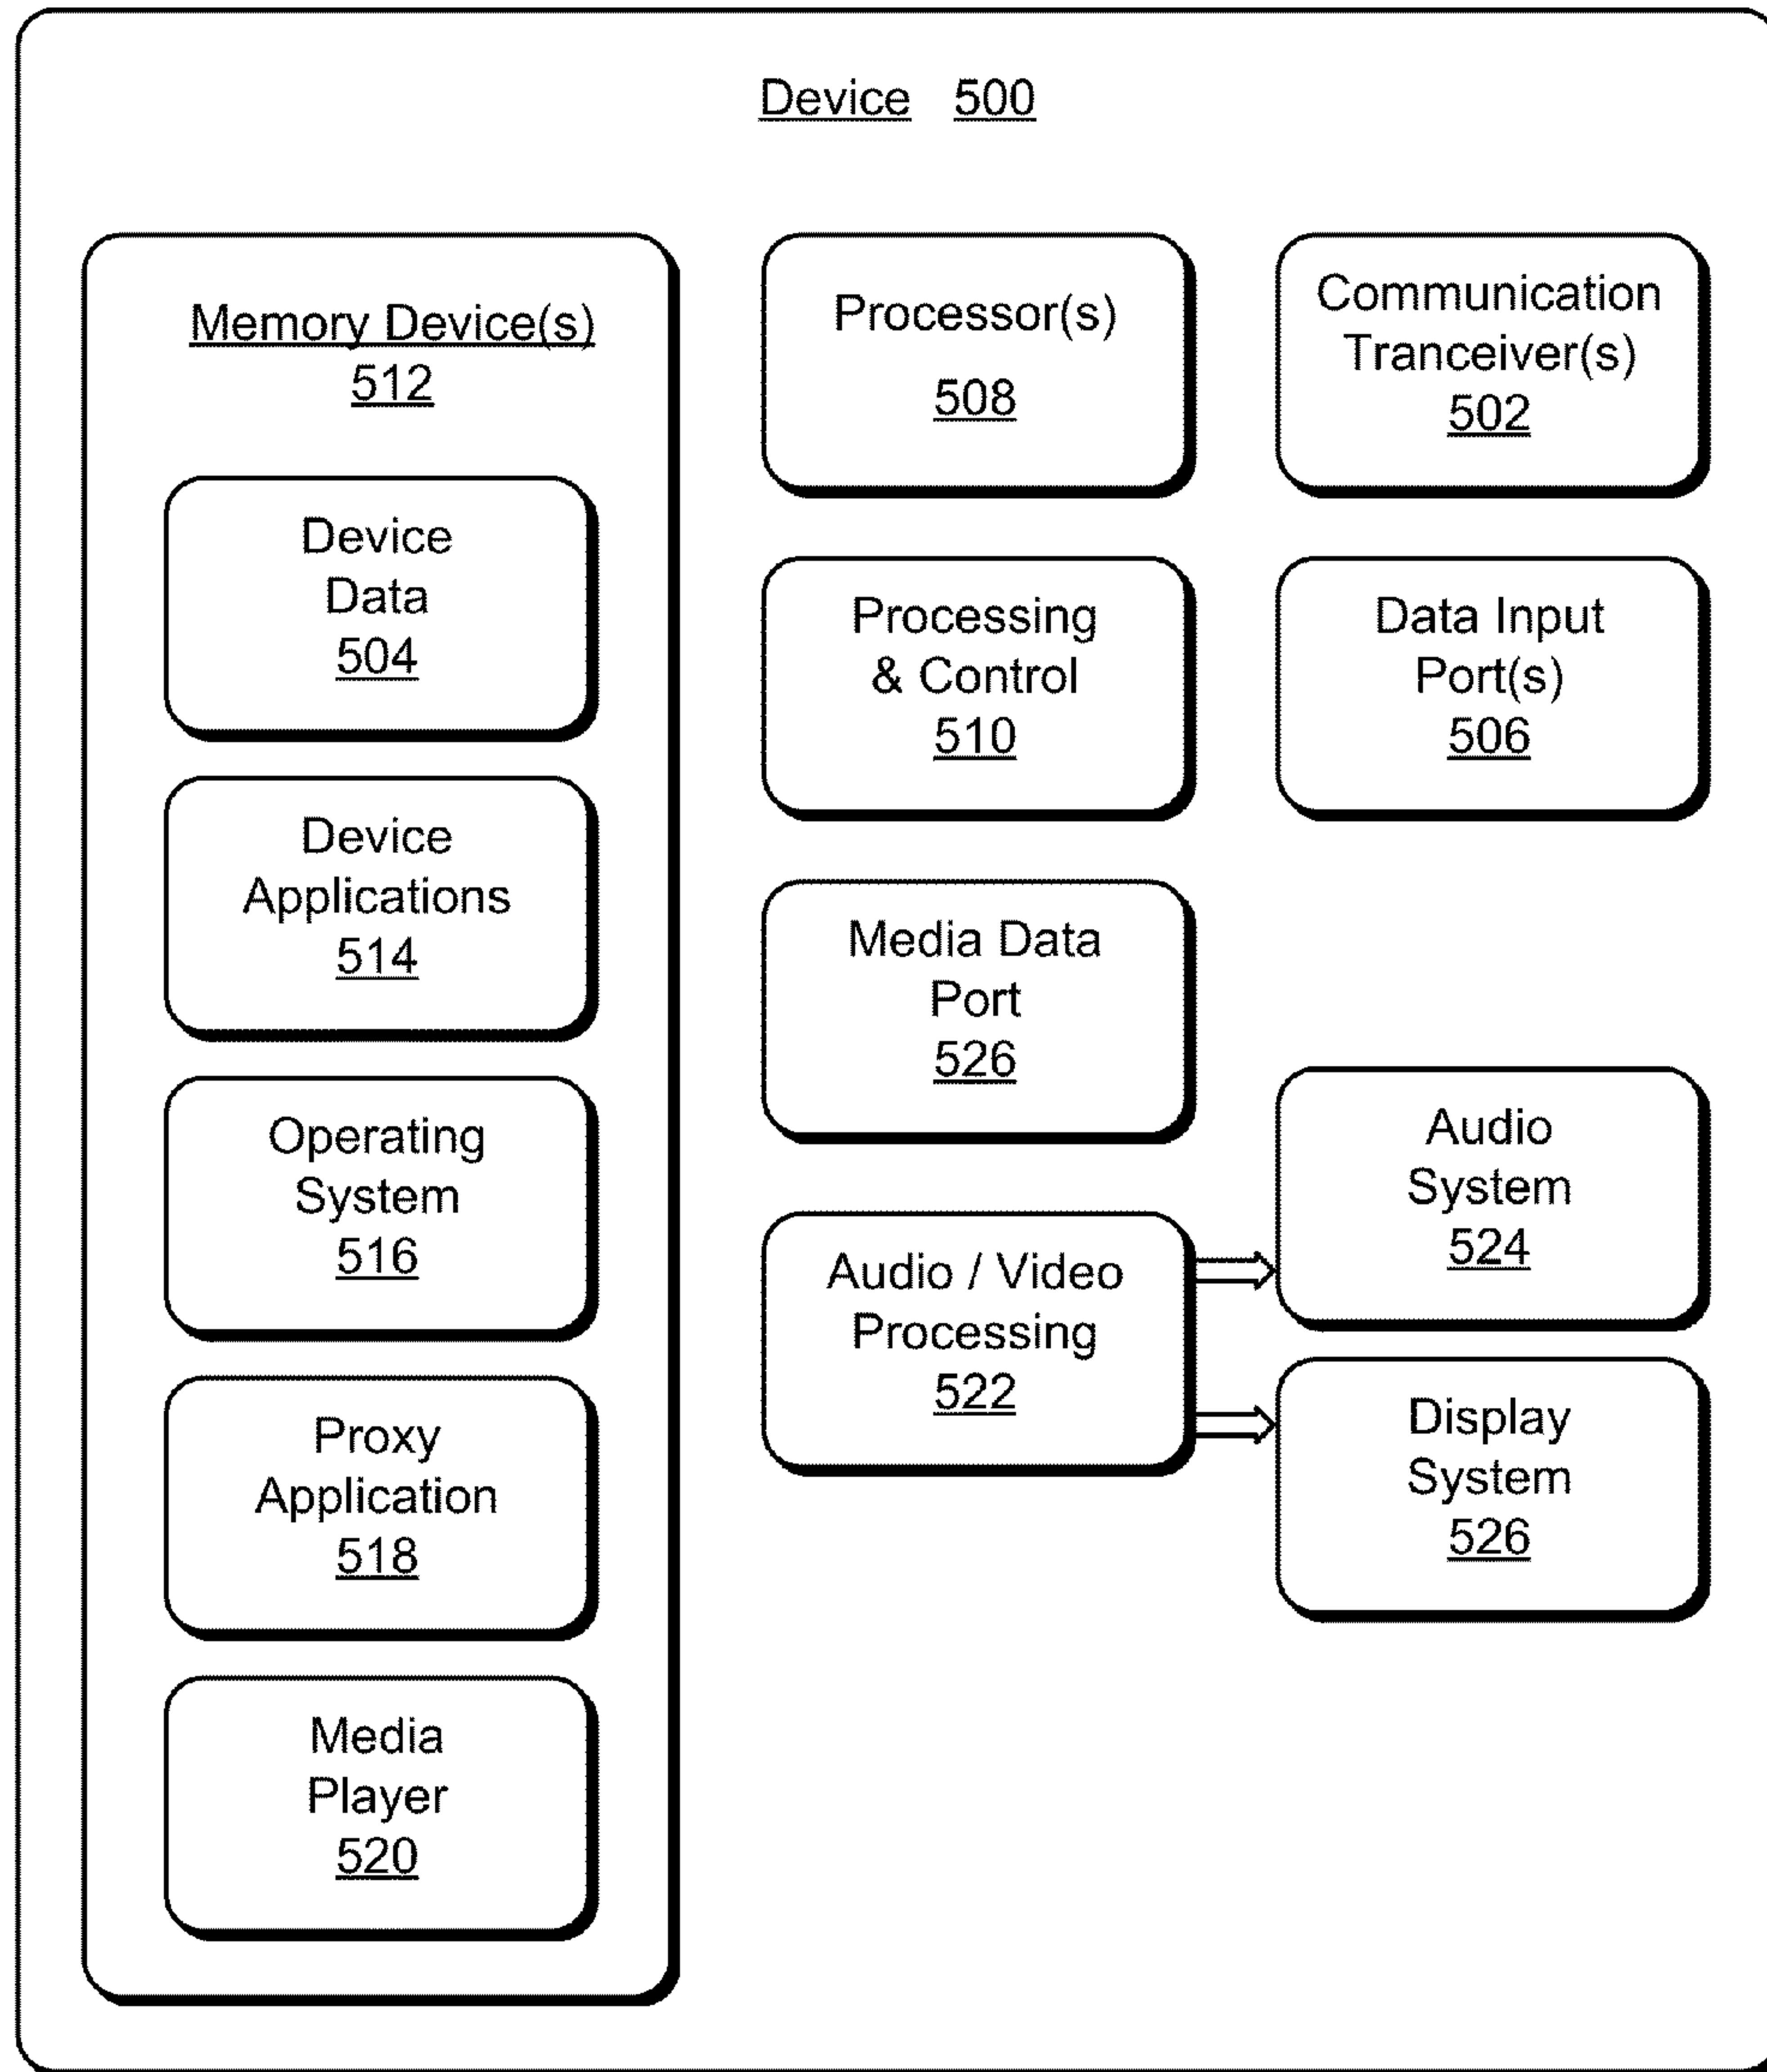 Device 500
Memory Device(s)
512
Device
Data
504
Device
Applications
514
Operating
System
516
Proxy
Application
518
Media
Player
520
Processor(s)
508
Processing
& Control
510
Media Data
Port
526
Audio / Video
Processing
522
Communication
Tranceiver(s)
502
Data Input
Port(s)
506
Audio
System
524
Display
System
526